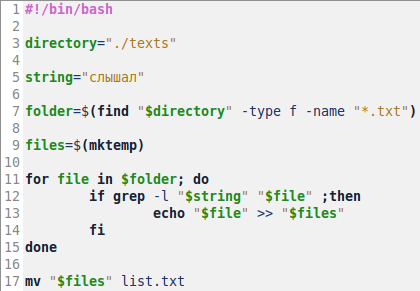 1 #!/bin/bash
2
3 directory="./texts"
4
5 string="слышал"
6
7 folder=$(find "$directory" -type f -name "*.txt")
8
9 files=$(mktemp)
10
11 for file in $folder; do
12 if grep -l "$string" "$file" ;then
13 echo "$file" >> "$files"
14 fi
15 done
16
17 mv "$files" list.txt